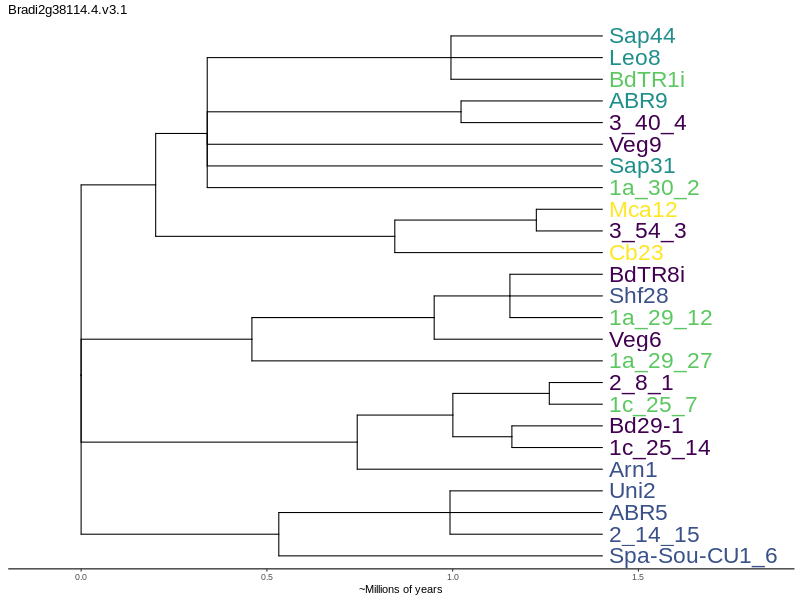 Bradi2g38114.4.v3.1
Sap44
Leo8
BdTR1i
ABR9
3_40_4
Veg9
Sap31
1a_30_2
Mca12
3_54_3
Cb23
BdTR8i
Shf28
1a_29_12
Veg6
1a_29_27
2_8_1
1c_25_7
Bd29-1
1c_25_14
Arn1
Uni2
ABR5
2_14_15
Spa-Sou-CU1_6
0.0 0.5 1.0 1.5
~Millions of years